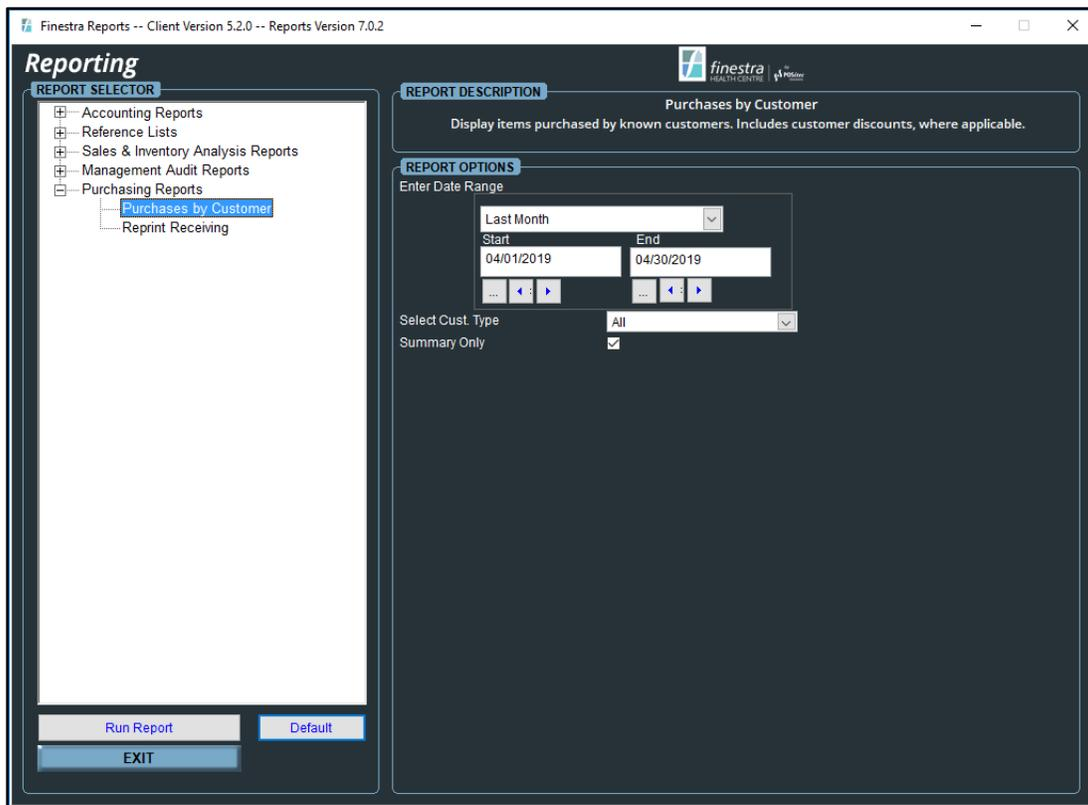 Finestra Reports -- Client Version 5.2.0 -- Reports Version 7.0.2
Reporting
finestra
HEALTH CENTRE
by
POSitec
REPORT SELECTOR
Accounting Reports
Reference Lists
Sales & Inventory Analysis Reports
Management Audit Reports
Purchasing Reports
Purchases by Customer
Reprint Receiving
Run Report
Default
EXIT
REPORT DESCRIPTION
Purchases by Customer
Display items purchased by known customers. Includes customer discounts, where applicable.
REPORT OPTIONS
Enter Date Range
Last Month
Start End
04/01/2019 04/30/2019
... : ... :
Select Cust. Type All
Summary Only